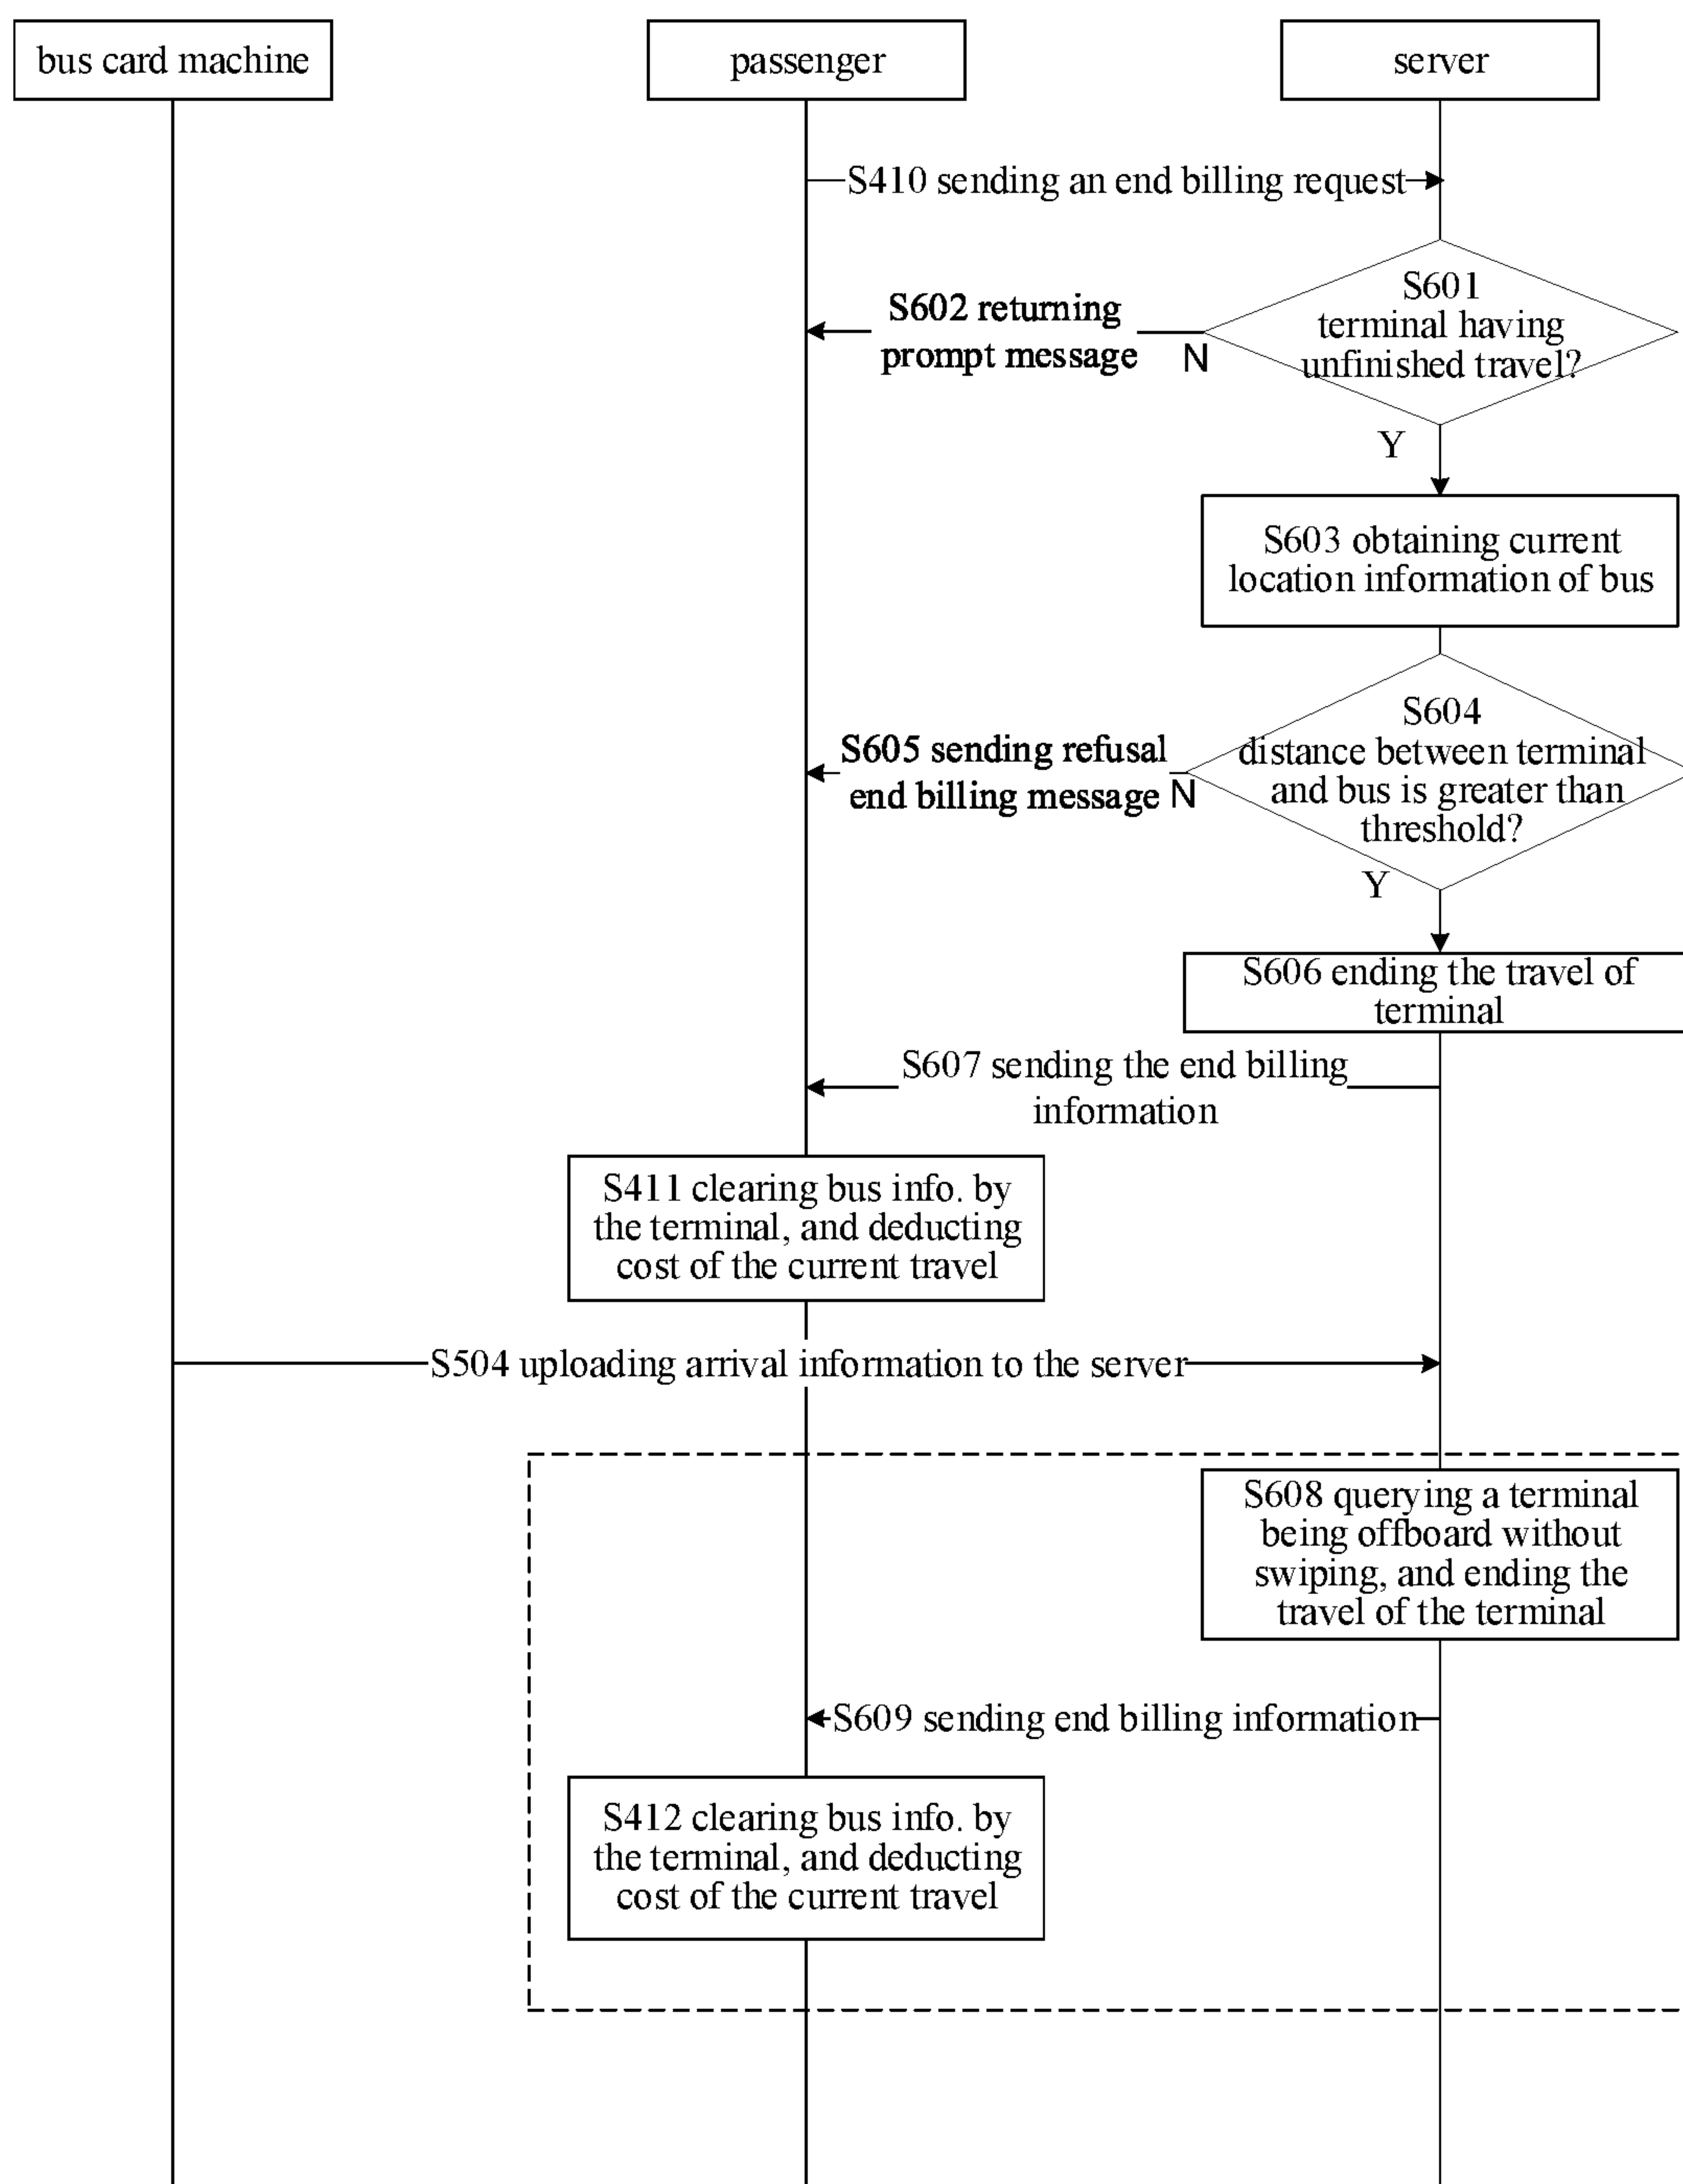 bus card machine
passenger
server
S410 sending an end billing request
S601
terminal having
unfinished travel?
S602 returning
prompt message
N
Y
S603 obtaining current
location information of bus
S604
distance between terminal
and bus is greater than
threshold?
S605 sending refusal
end billing message
N
Y
S606 ending the travel of
terminal
S607 sending the end billing
information
S411 clearing bus info. by
the terminal, and deducting
cost of the current travel
S504 uploading arrival information to the server
S608 querying a terminal
being offboard without
swiping, and ending the
travel of the terminal
S609 sending end billing information
S412 clearing bus info. by
the terminal, and deducting
cost of the current travel